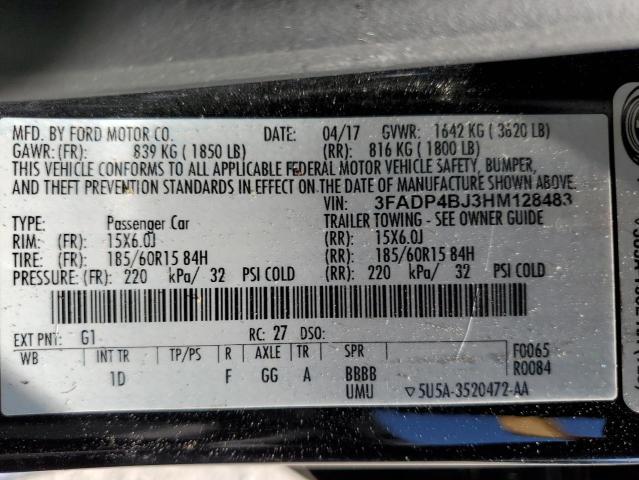 MFD. BY FORD MOTOR CO. DATE: 04/17 GVWR: 1642 KG ( 3620 LB)
GAWR: (FR): 839 KG ( 1850 LB) (RR): 816 KG ( 1800 LB)
THIS VEHICLE CONFORMS TO ALL APPLICABLE FEDERAL MOTOR VEHICLE SAFETY, BUMPER,
AND THEFT PREVENTION STANDARDS IN EFFECT ON THE DATE OF MANUFACTURE SHOWN ABOVE.
VIN: 3FADP4BJ3HM128483
TYPE: Passenger Car TRAILER TOWING - SEE OWNER GUIDE
RIM: (FR): 15X6.0J (RR): 15X6.0J
TIRE: (FR): 185/60R15 84H (RR): 185/60R15 84H
PRESSURE: (FR): 220 kPa/ 32 PSI COLD (RR): 220 kPa/ 32 PSI COLD
EXT PNT: G1 RC: 27 DSO:
WB INT TR TP/PS R AXLE TR SPR F0065
R0084
1D F GG A BBBB
UMU ▽5U5A-3520472-AA